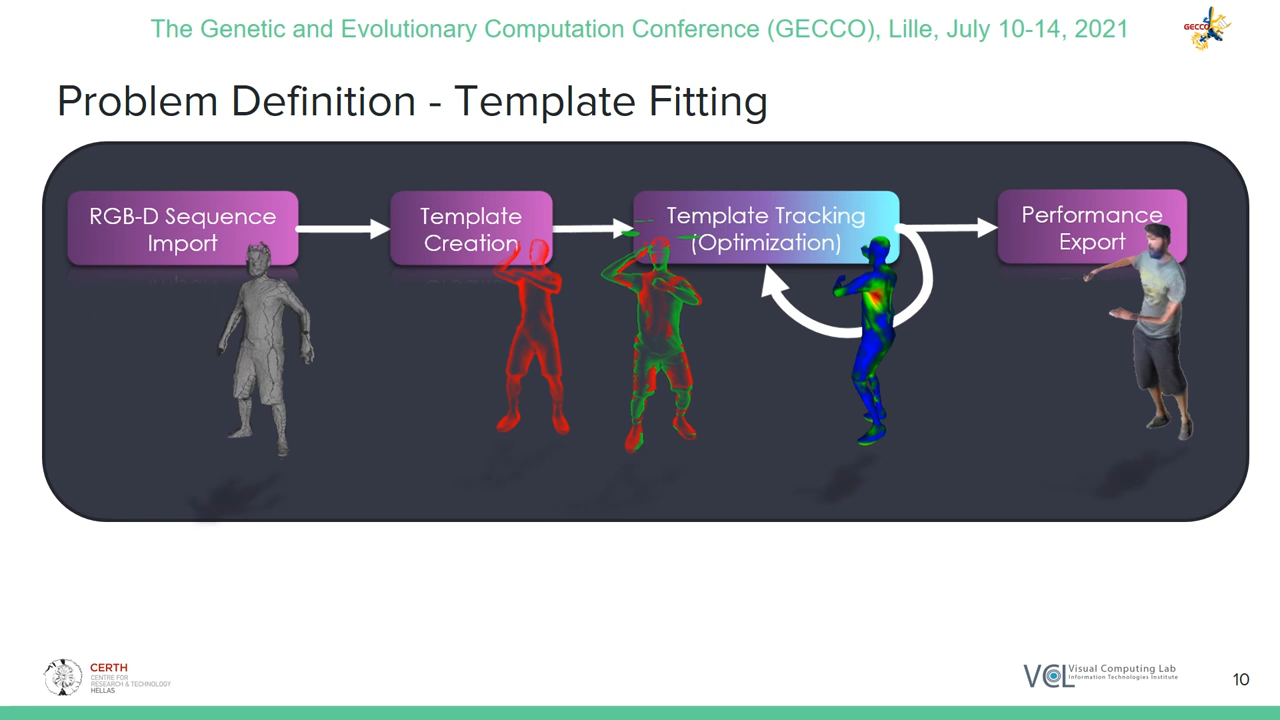 The Genetic and Evolutionary Computation Conference (GECCO), Lille, July 10-14, 2021
GECCO
Problem Definition - Template Fitting
RGB-D Sequence
Import
Template
Creation
Template Tracking
(Optimization)
Performance
Export
CERTH
CENTRE FOR
RESEARCH & TECHNOLOGY
HELLAS
VCL
Visual Computing Lab
Information Technologies Institute
10